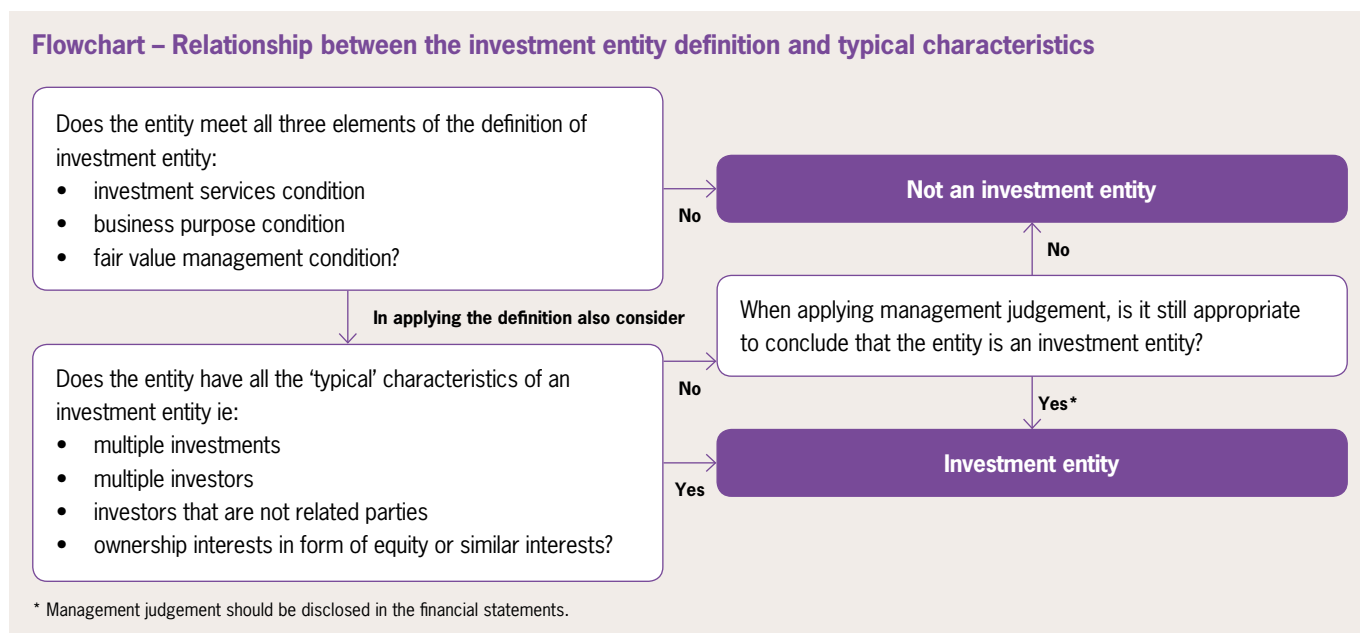 Flowchart – Relationship between the investment entity definition and typical characteristics
Does the entity meet all three elements of the definition of
investment entity:
• investment services condition
• business purpose condition
• fair value management condition?
No
Not an investment entity
No
In applying the definition also consider
When applying management judgement, is it still appropriate
to conclude that the entity is an investment entity?
Does the entity have all the ‘typical’ characteristics of an
investment entity ie:
• multiple investments
• multiple investors
• investors that are not related parties
• ownership interests in form of equity or similar interests?
No
Yes*
Yes
Investment entity
* Management judgement should be disclosed in the financial statements.